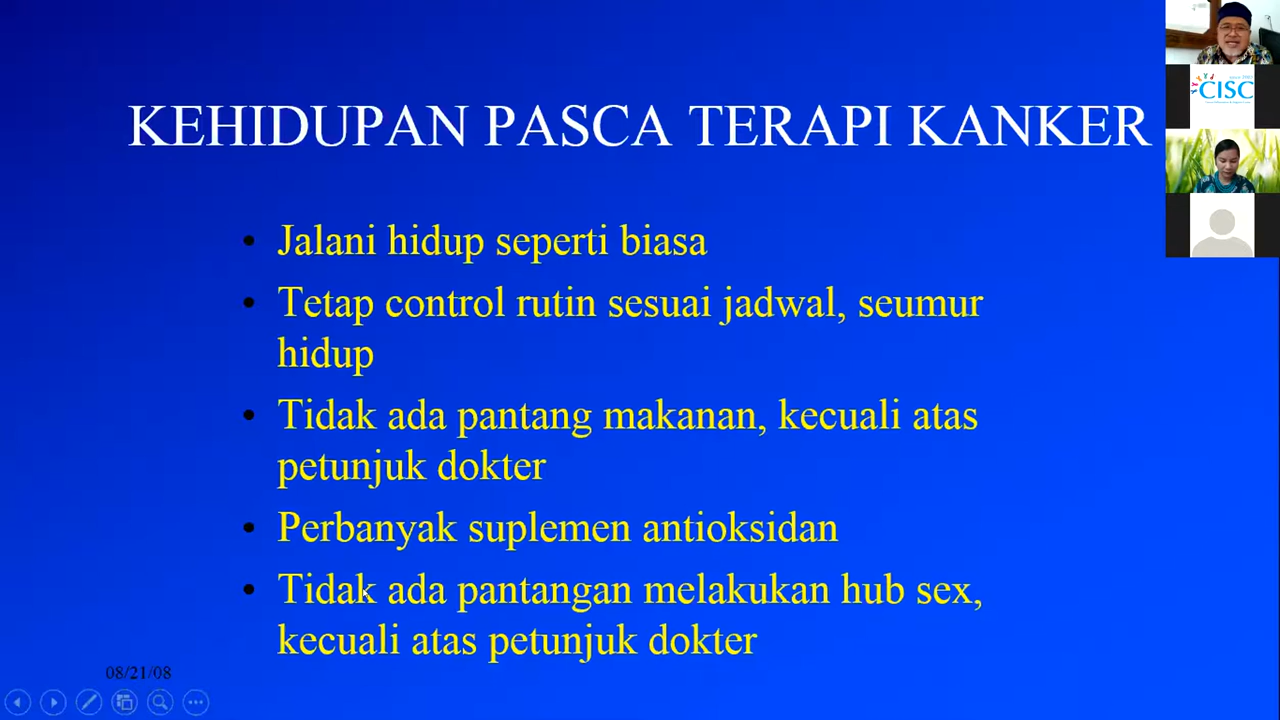 KEHIDUPAN PASCA TERAPI KANKER
CISC
• Jalani hidup seperti biasa
• Tetap control rutin sesuai jadwal, seumur
hidup
• Tidak ada pantang makanan, kecuali atas
petunjuk dokter
• Perbanyak suplemen antioksidan
• Tidak ada pantangan melakukan hub sex,
kecuali atas petunjuk dokter
08/21/08